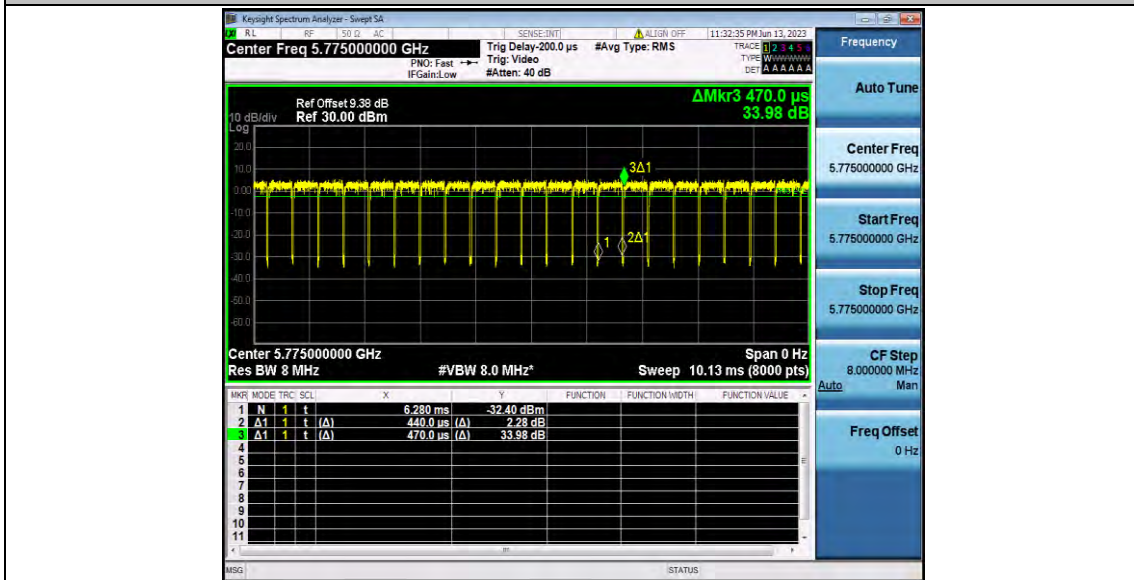 Keysight Spectrum Analyzer - Swept SA
RL RF 50 Ω AC SENSE:INT ALIGN OFF 11:32:35 PM Jun 13, 2023
Center Freq 5.775000000 GHz
PNO: Fast
IFGain:Low
Trig Delay-200.0 µs
Trig: Video
#Atten: 40 dB
#Avg Type: RMS
TRACE 1 2 3 4 5 6
TYPE W
DET A A A A A A
ΔMkr3 470.0 µs
33.98 dB
Ref Offset 9.38 dB
10 dB/div Ref 30.00 dBm
Log
20.0
10.0
0.00
-10.0
-20.0
-30.0
-40.0
-50.0
-60.0
3Δ1
1
2Δ1
Center 5.775000000 GHz Span 0 Hz
Res BW 8 MHz #VBW 8.0 MHz* Sweep 10.13 ms (8000 pts)
MKR MODE TRC SCL X Y FUNCTION FUNCTION WIDTH FUNCTION VALUE
1 N 1 t 6.280 ms -32.40 dBm
2 Δ1 1 t (Δ) 440.0 µs (Δ) 2.28 dB
3 Δ1 1 t (Δ) 470.0 µs (Δ) 33.98 dB
4
5
6
7
8
9
10
11
MSG STATUS
Frequency
Auto Tune
Center Freq
5.775000000 GHz
Start Freq
5.775000000 GHz
Stop Freq
5.775000000 GHz
CF Step
8.000000 MHz
Auto Man
Freq Offset
0 Hz